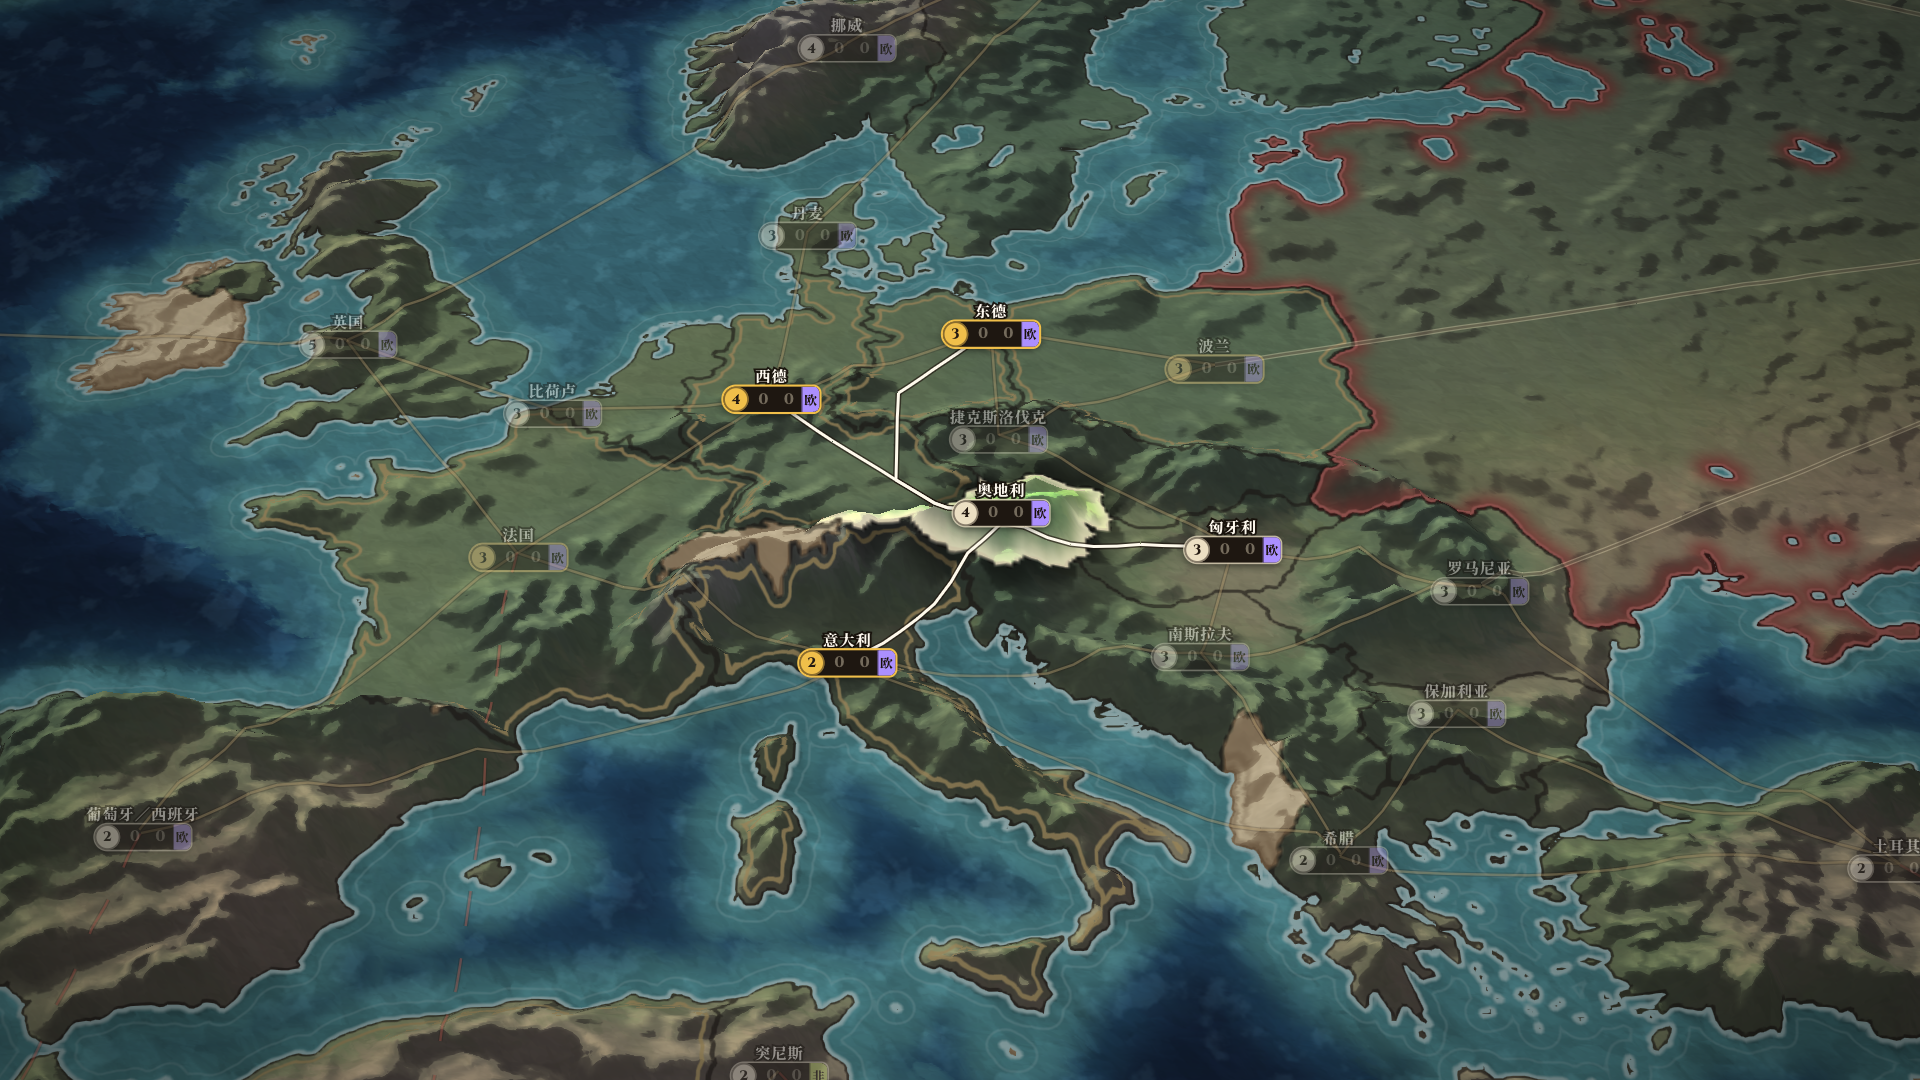 挪威
4 0 0 欧
丹麦
3 0 0 欧
东德
3 0 0 欧
英国
5 0 0 欧
波兰
3 0 0 欧
西德
4 0 0 欧
比荷卢
3 0 0 欧
捷克斯洛伐克
3 0 0 欧
奥地利
4 0 0 欧
匈牙利
3 0 0 欧
法国
3 0 0 欧
罗马尼亚
3 0 0 欧
意大利
2 0 0 欧
南斯拉夫
3 0 0 欧
保加利亚
3 0 0 欧
葡萄牙 西班牙
2 0 0 欧
希腊
2 0 0 欧
土耳其
2 0 0
突尼斯
2 0 0 非